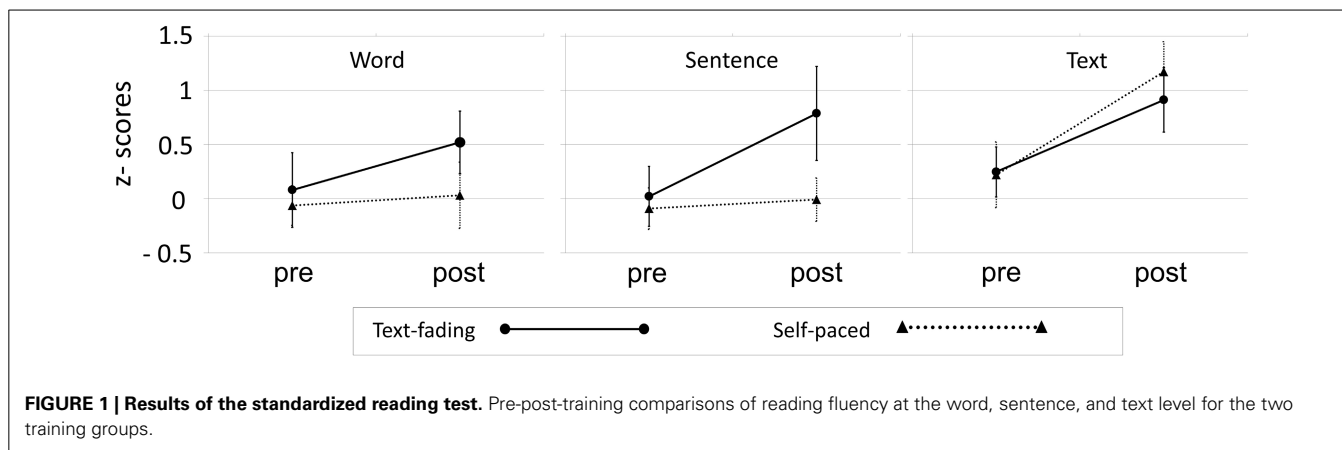 1.5
1
0.5
0
- 0.5
z- scores
Word
Sentence
Text
pre post pre post pre post
Text-fading Self-paced
FIGURE 1 | Results of the standardized reading test. Pre-post-training comparisons of reading fluency at the word, sentence, and text level for the two
training groups.